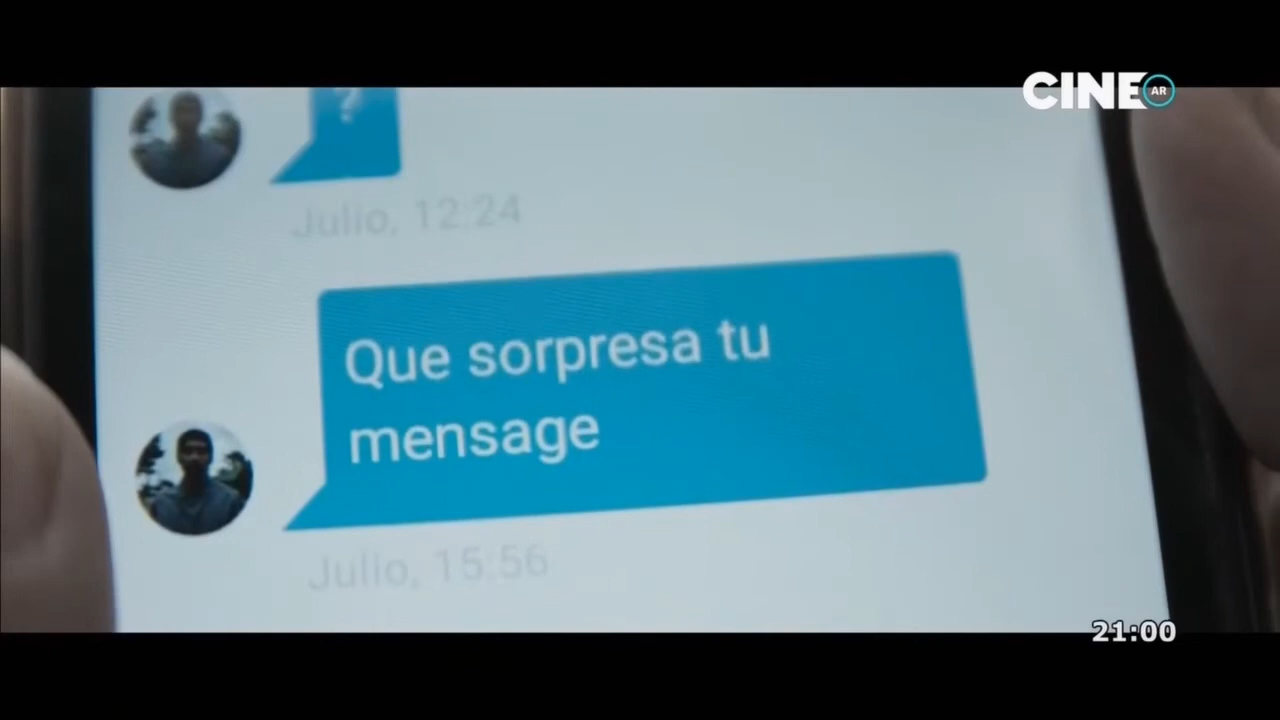 CINE AR
?
Julio, 12:24
Que sorpresa tu
mensage
Julio, 15:56
21:00